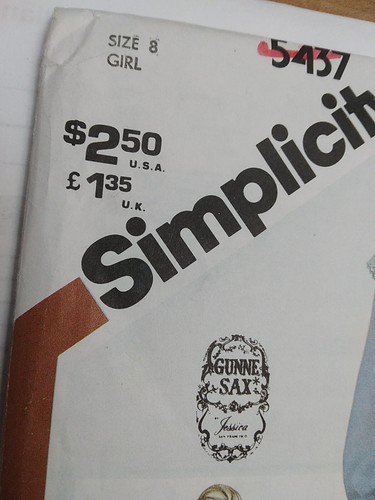 SIZE 8
GIRL
5437
$2.50
U.S.A.
£1.35
U.K.
Simplicit
GUNNE
SAX
Jessica